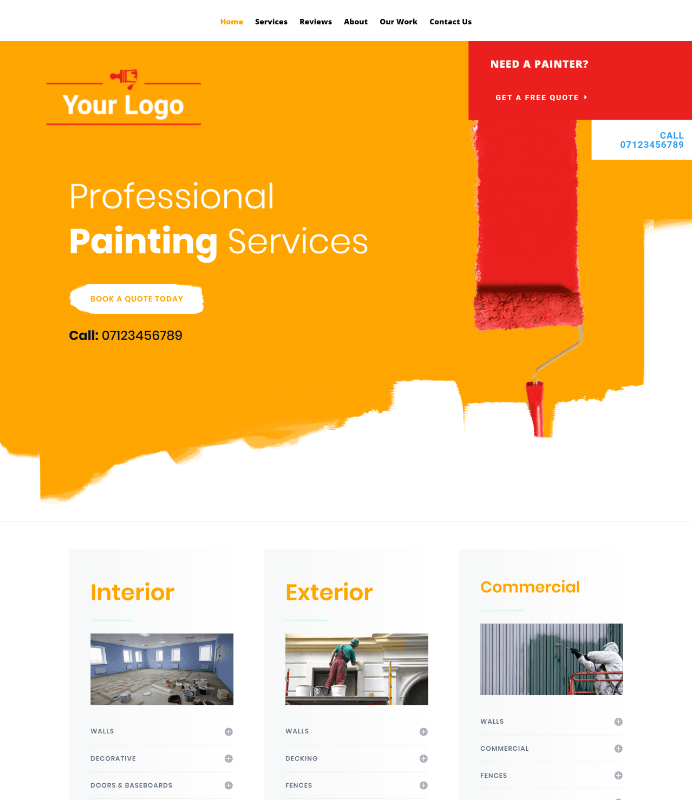 Home Services Reviews About Our Work Contact Us
NEED A PAINTER?
GET A FREE QUOTE
CALL
07123456789
Your Logo
Professional
Painting Services
BOOK A QUOTE TODAY
Call: 07123456789
Interior
WALLS
DECORATIVE
DOORS & BASEBOARDS
Exterior
WALLS
DECKING
FENCES
Commercial
WALLS
COMMERCIAL
FENCES